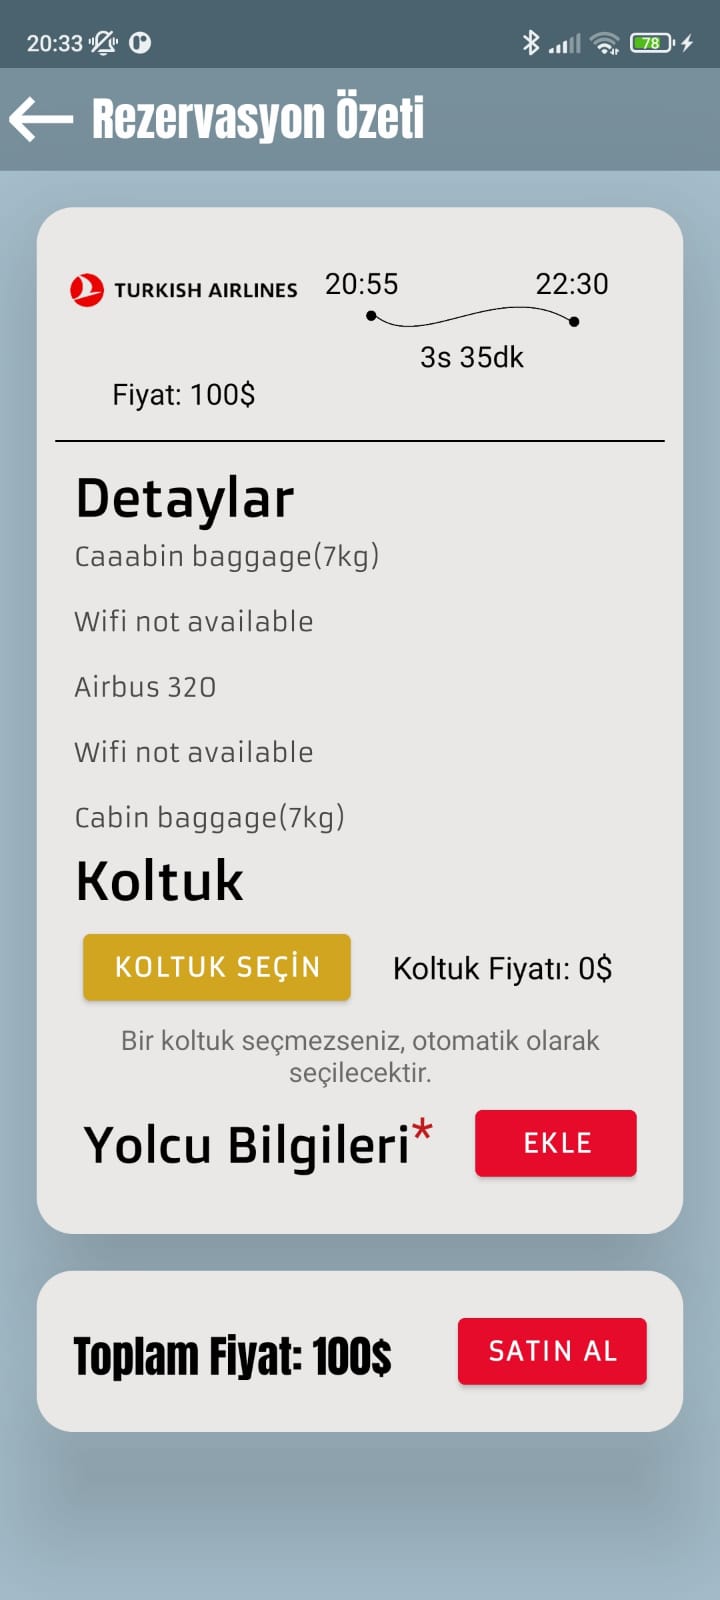 20:33
78
Rezervasyon Özeti
TURKISH AIRLINES 20:55 22:30
3s 35dk
Fiyat: 100$
Detaylar
Caaabin baggage(7kg)
Wifi not available
Airbus 320
Wifi not available
Cabin baggage(7kg)
Koltuk
KOLTUK SEÇİN Koltuk Fiyatı: 0$
Bir koltuk seçmezseniz, otomatik olarak
seçilecektir.
Yolcu Bilgileri* EKLE
Toplam Fiyat: 100$ SATIN AL